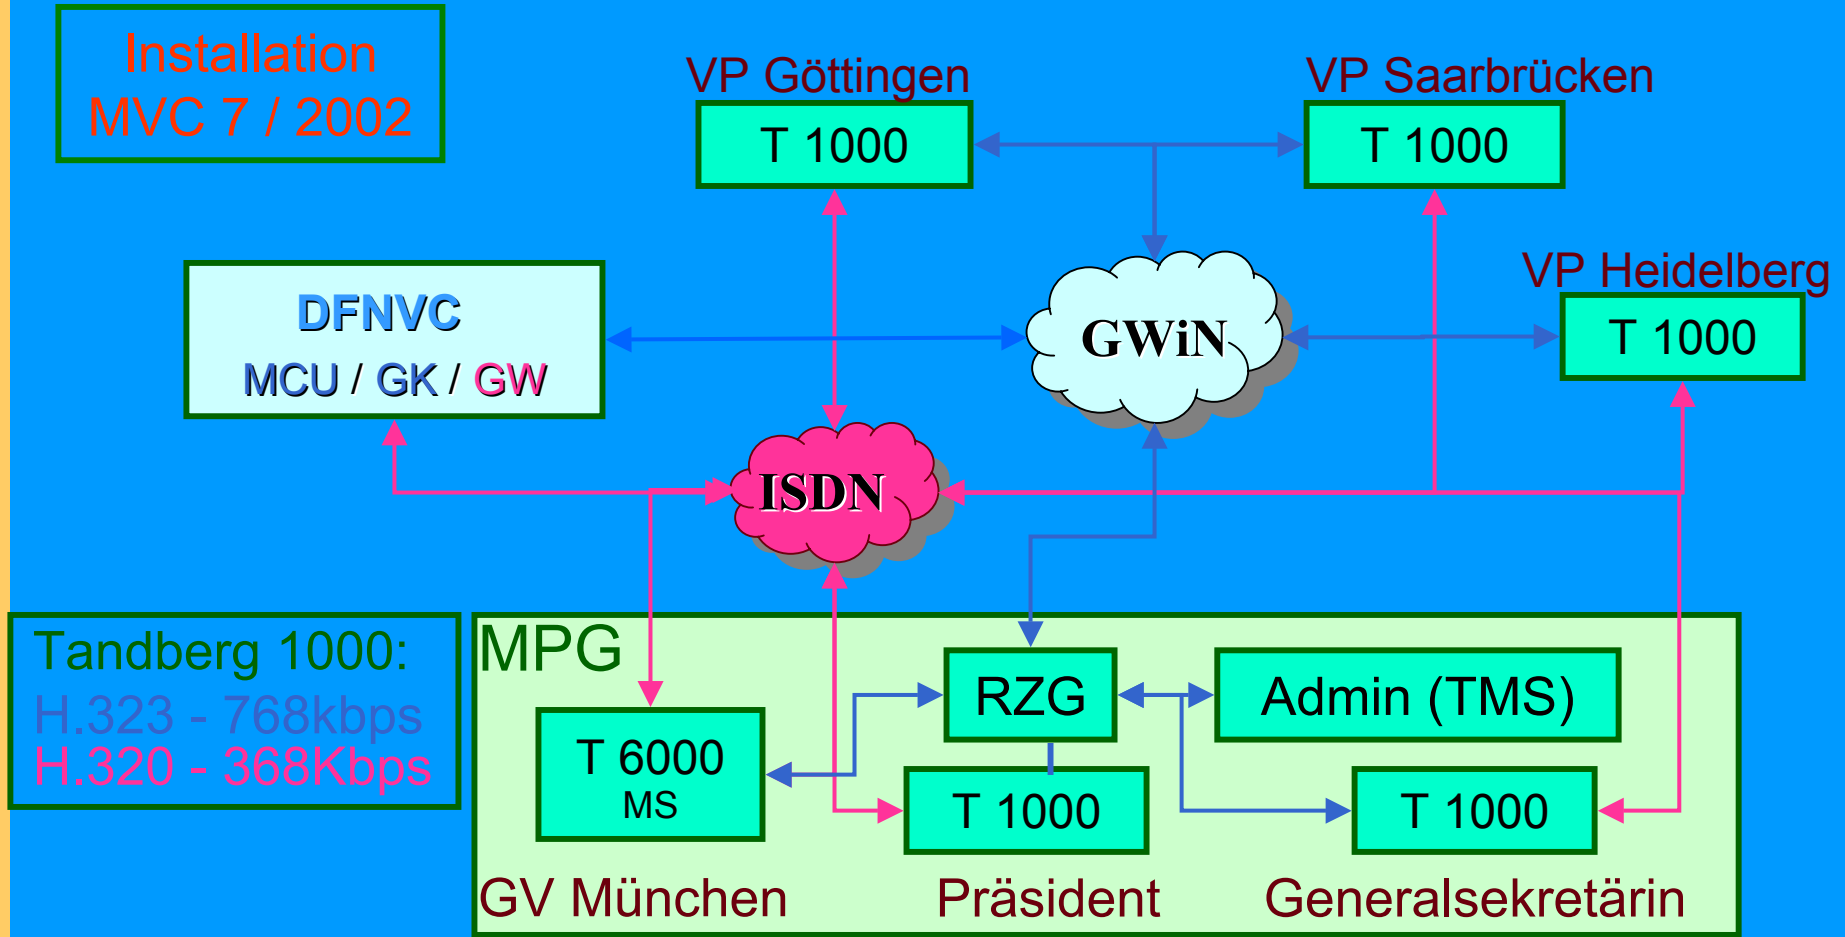 Installation
MVC 7 / 2002
VP Göttingen
T 1000
VP Saarbrücken
T 1000
VP Heidelberg
T 1000
DFNVC
MCU / GK / GW
GWiN
ISDN
Tandberg 1000:
H.323 - 768kbps
H.320 - 368Kbps
MPG
RZG
Admin (TMS)
T 6000
MS
T 1000
T 1000
GV München
Präsident
Generalsekretärin